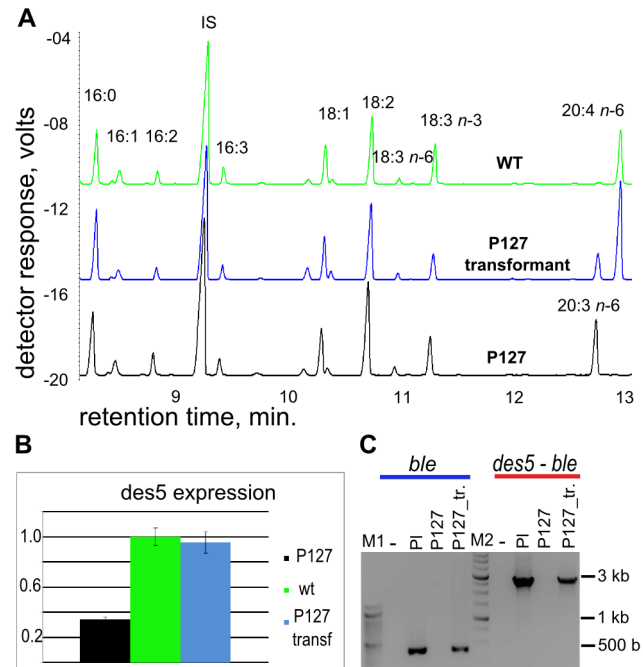 A
IS
-04
16:0
16:1
16:2
16:3
18:1
18:2
18:3 n-3
18:3 n-6
20:4 n-6
-08
WT
-12
P127
transformant
-16
20:3 n-6
P127
-20
9
10
11
12
13
detector response, volts
retention time, min.
B
des5 expression
1.0
0.6
0.2
P127
wt
P127
transf
C
ble
des5 - ble
M1
-
Pl
P127
P127_tr.
M2
-
Pl
P127
P127_tr.
3 kb
1 kb
500 b